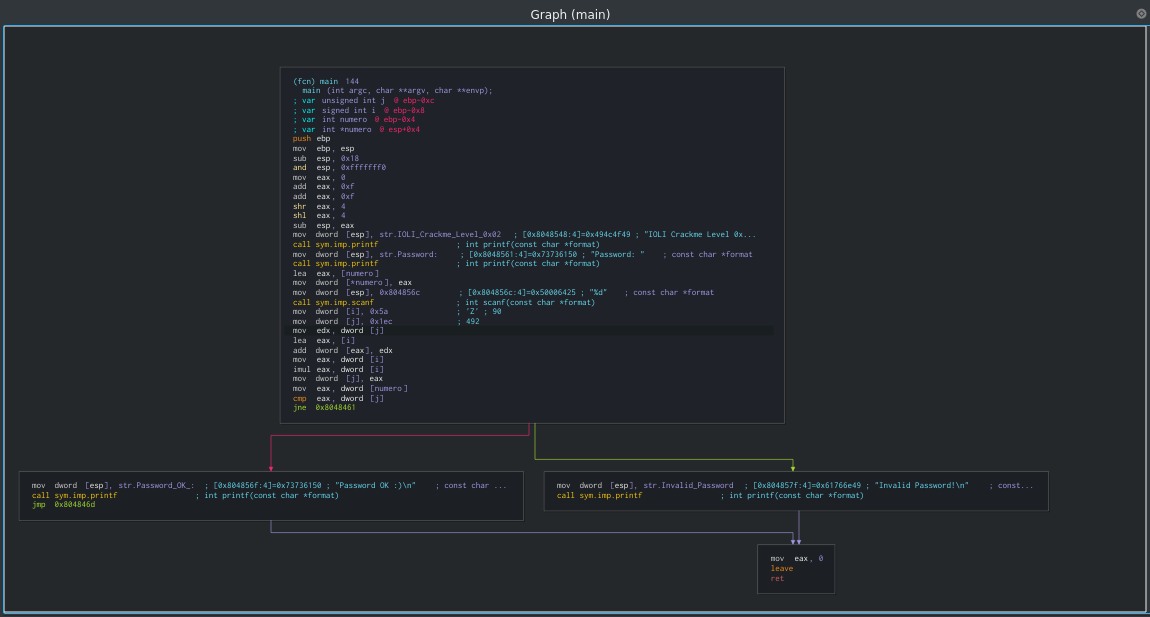 Graph (main)
(fcn) main 144
main (int argc, char **argv, char **envp);
; var unsigned int j @ ebp-0xc
; var signed int i @ ebp-0x8
; var int numero @ ebp-0x4
; var int *numero @ esp+0x4
push ebp
mov ebp, esp
sub esp, 0x18
and esp, 0xfffffff0
mov eax, 0
add eax, 0xf
add eax, 0xf
shr eax, 4
shl eax, 4
sub esp, eax
mov dword [esp], str.IOLI_Crackme_Level_0x02 ; [0x8048548:4]=0x494c4f49 ; "IOLI Crackme Level 0x...
call sym.imp.printf ; int printf(const char *format)
mov dword [esp], str.Password: ; [0x8048561:4]=0x73736150 ; "Password: " ; const char *format
call sym.imp.printf ; int printf(const char *format)
lea eax, [numero]
mov dword [*numero], eax
mov dword [esp], 0x804856c ; [0x804856c:4]=0x50006425 ; "%d" ; const char *format
call sym.imp.scanf ; int scanf(const char *format)
mov dword [i], 0x5a ; 'Z' ; 90
mov dword [j], 0x1ec ; 492
mov edx, dword [j]
lea eax, [i]
add dword [eax], edx
mov eax, dword [i]
imul eax, dword [i]
mov dword [j], eax
mov eax, dword [numero]
cmp eax, dword [j]
jne 0x8048461
mov dword [esp], str.Password_OK_: ; [0x804856f:4]=0x73736150 ; "Password OK :)\n" ; const char ...
call sym.imp.printf ; int printf(const char *format)
jmp 0x804846d
mov dword [esp], str.Invalid_Password ; [0x804857f:4]=0x61766e49 ; "Invalid Password!\n" ; const...
call sym.imp.printf ; int printf(const char *format)
mov eax, 0
leave
ret